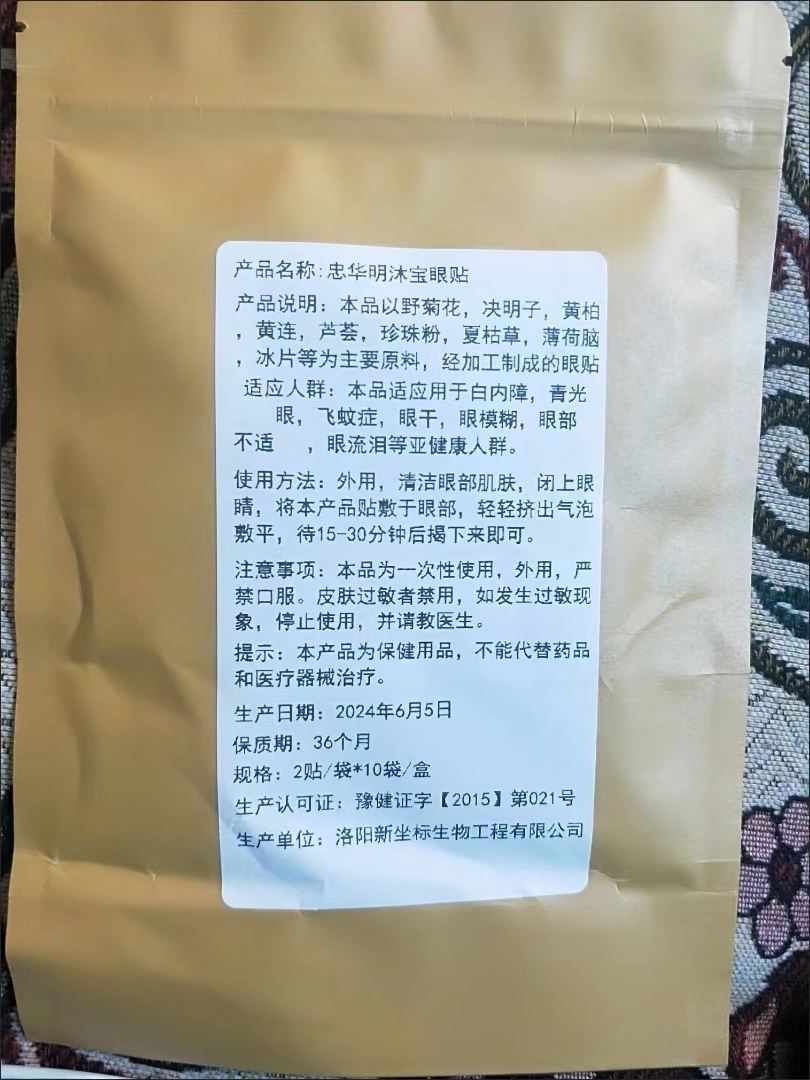 产品名称:忠华明沐宝眼贴
产品说明：本品以野菊花，决明子，黄柏
，黄连，芦荟，珍珠粉，夏枯草，薄荷脑
，冰片等为主要原料，经加工制成的眼贴
适应人群：本品适应用于白内障，青光
眼，飞蚊症，眼干，眼模糊，眼部
不适 ，眼流泪等亚健康人群。
使用方法：外用，清洁眼部肌肤，闭上眼
睛，将本产品贴敷于眼部，轻轻挤出气泡
敷平，待15-30分钟后揭下来即可。
注意事项：本品为一次性使用，外用，严
禁口服。皮肤过敏者禁用，如发生过敏现
象，停止使用，并请教医生。
提示：本产品为保健用品，不能代替药品
和医疗器械治疗。
生产日期：2024年6月5日
保质期：36个月
规格：2贴/袋*10袋/盒
生产认可证：豫健证字【2015】第021号
生产单位：洛阳新坐标生物工程有限公司